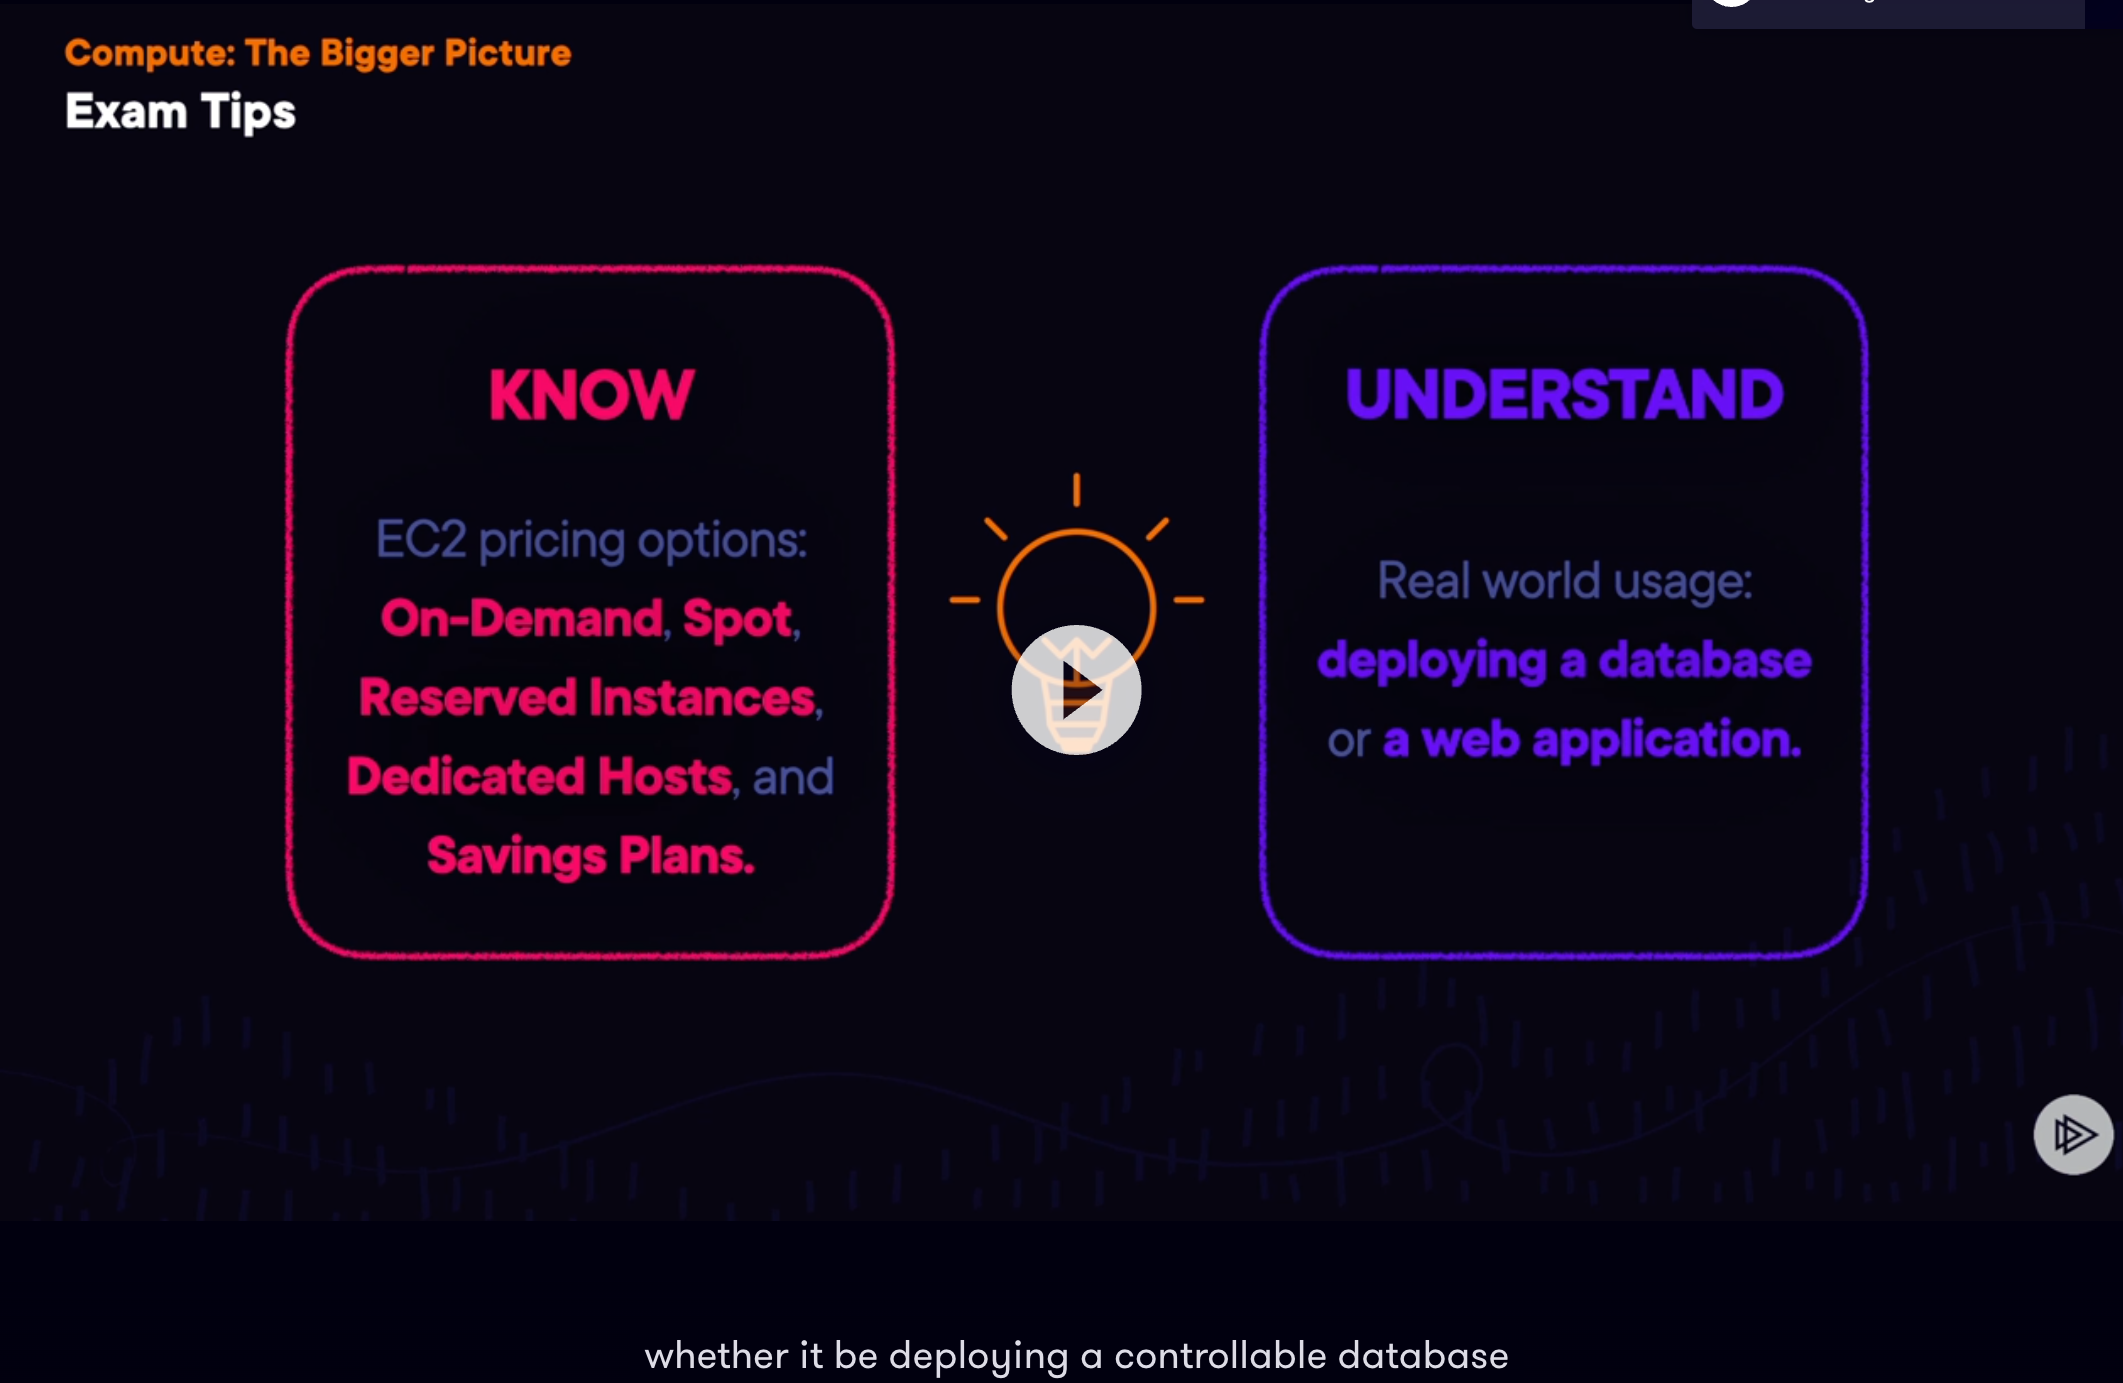 Compute: The Bigger Picture
Exam Tips
KNOW
EC2 pricing options:
On-Demand, Spot,
Reserved Instances,
Dedicated Hosts, and
Savings Plans.
UNDERSTAND
Real world usage:
deploying a database
or a web application.
whether it be deploying a controllable database